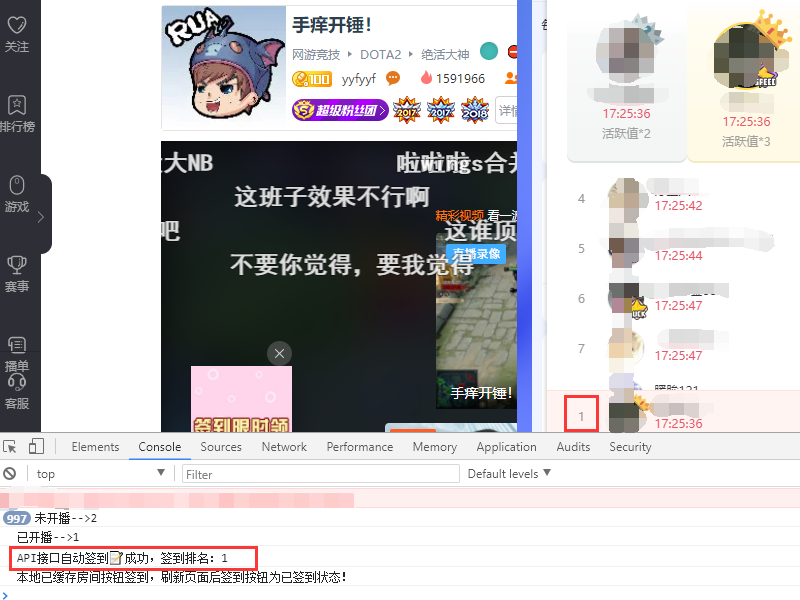 关注
排行榜
游戏
赛事
播单
客服
RUA
手痒开锤!
网游竞技 DOTA2 绝活大神
100 yyfyyf 1591966
5 超级粉丝团 2017 2017 2018 详情
大NB
啦啦啦
这班子效果不行啊
吧
精彩视频
这谁顶
直播录像
不要你觉得，要我觉得
手痒开锤!
签到限时领
17:25:36
活跃值*2
SPEED
17:25:36
活跃值*3
4
17:25:42
5
17:25:44
6
17:25:47
7
17:25:47
1
17:25:36
Elements Console Sources Network Performance Memory Application Audits Security
top Filter Default levels
997 未开播-->2
已开播-->1
API接口自动签到📝成功，签到排名：1
本地已缓存房间按钮签到，刷新页面后签到按钮为已签到状态！